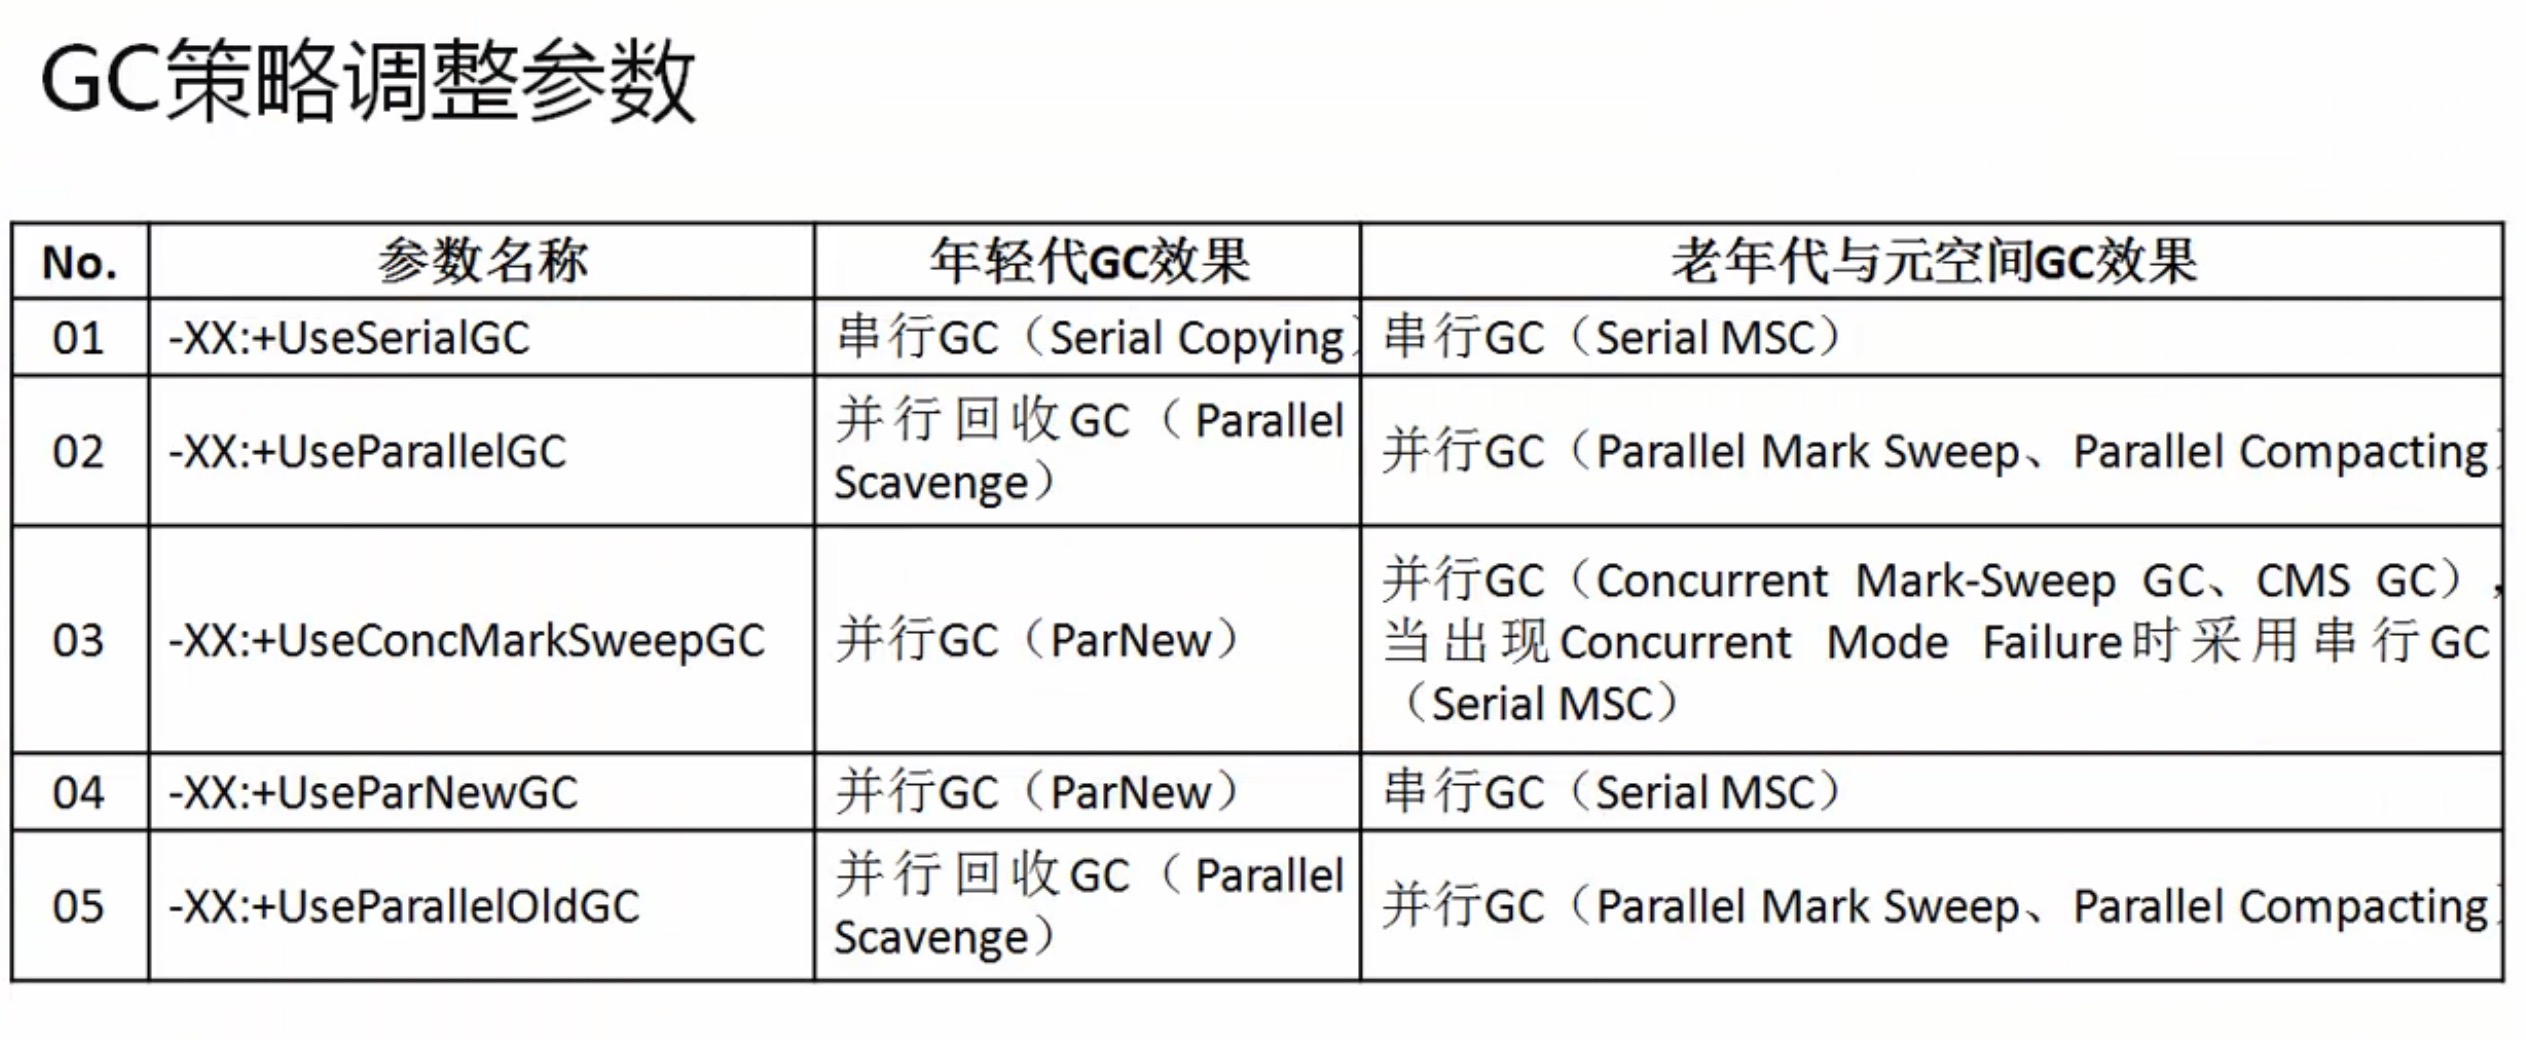 GC策略调整参数
No. 参数名称 年轻代GC效果 老年代与元空间GC效果
01 -XX:+UseSerialGC 串行GC（Serial Copying） 串行GC（Serial MSC）
02 -XX:+UseParallelGC 并行回收GC（Parallel
Scavenge） 并行GC（Parallel Mark Sweep、Parallel Compacting）
03 -XX:+UseConcMarkSweepGC 并行GC（ParNew） 并行GC（Concurrent Mark-Sweep GC、CMS GC），
当出现Concurrent Mode Failure时采用串行GC
（Serial MSC）
04 -XX:+UseParNewGC 并行GC（ParNew） 串行GC（Serial MSC）
05 -XX:+UseParallelOldGC 并行回收GC（Parallel
Scavenge） 并行GC（Parallel Mark Sweep、Parallel Compacting）